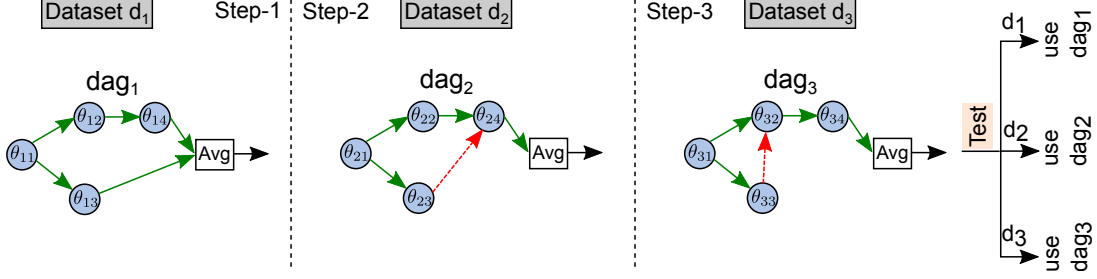 Dataset d₁
Step-1
Step-2
Dataset d₂
Step-3
Dataset d₃
dag₁
θ₁₁
θ₁₂
θ₁₄
θ₁₃
Avg
dag₂
θ₂₁
θ₂₂
θ₂₄
θ₂₃
Avg
dag₃
θ₃₁
θ₃₂
θ₃₄
θ₃₃
Avg
Test
d1
use
dag1
d2
use
dag2
d3
use
dag3